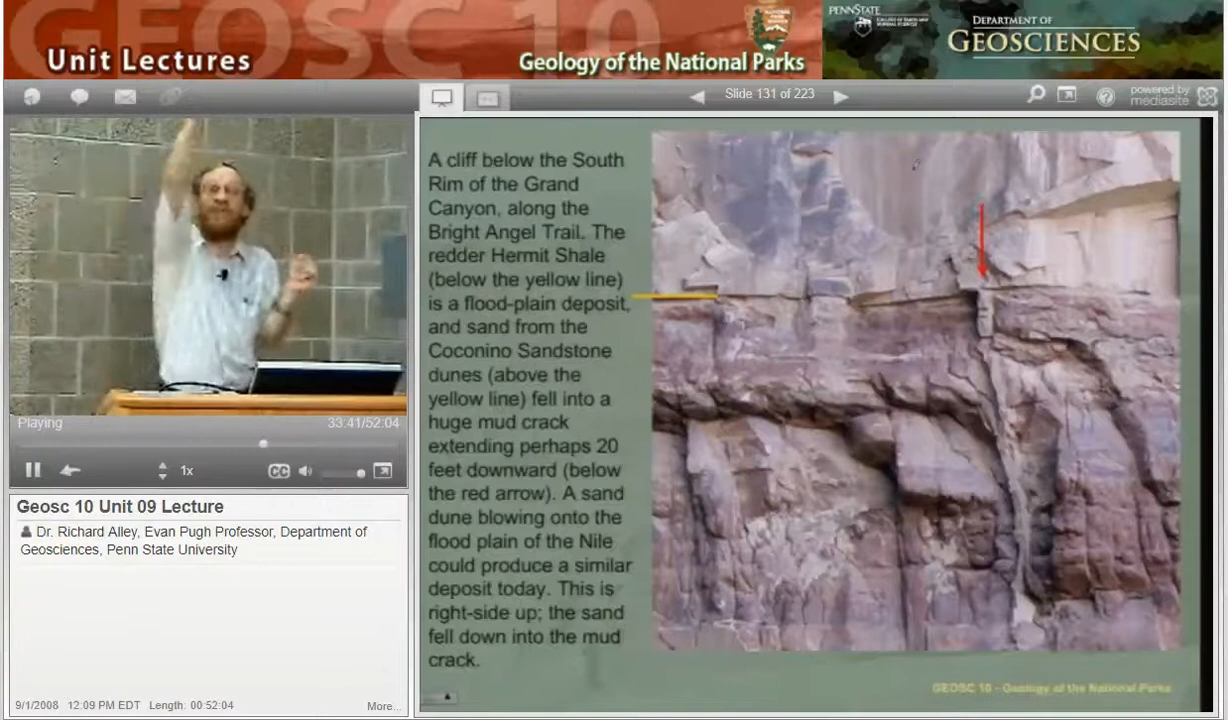 GEOSC 10
Unit Lectures
Geology of the National Parks
PENNSTATE
DEPARTMENT OF
GEOSCIENCES
Slide 131 of 223
powered by
mediasite
A cliff below the South
Rim of the Grand
Canyon, along the
Bright Angel Trail. The
redder Hermit Shale
(below the yellow line)
is a flood-plain deposit,
and sand from the
Coconino Sandstone
dunes (above the
yellow line) fell into a
huge mud crack
extending perhaps 20
feet downward (below
the red arrow). A sand
dune blowing onto the
flood plain of the Nile
could produce a similar
deposit today. This is
right-side up; the sand
fell down into the mud
crack.
GEOSC 10 - Geology of the National Parks
Playing
33:41/52:04
1x
CC
Geosc 10 Unit 09 Lecture
Dr. Richard Alley, Evan Pugh Professor, Department of
Geosciences, Penn State University
9/1/2008 12:09 PM EDT Length: 00:52:04
More...